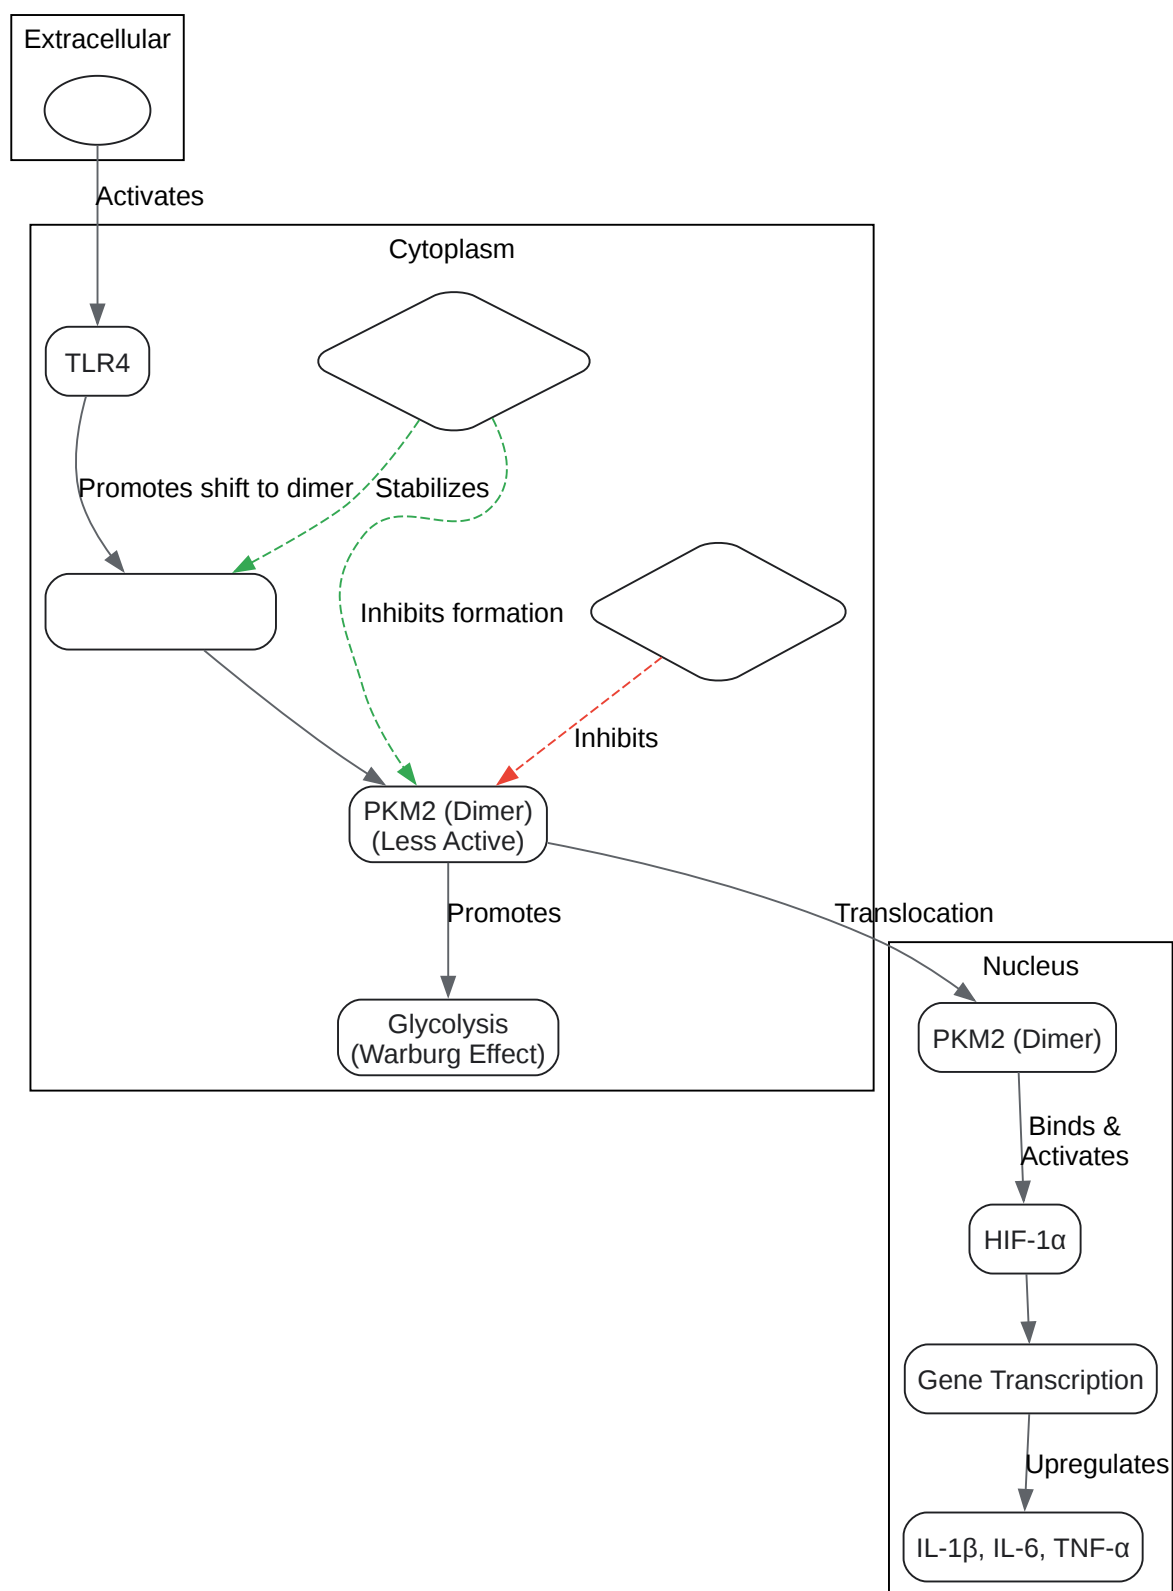 Extracellular
Activates
Cytoplasm
TLR4
Promotes shift to dimer
Stabilizes
Inhibits formation
Inhibits
PKM2 (Dimer)
(Less Active)
Promotes
Translocation
Nucleus
Glycolysis
(Warburg Effect)
PKM2 (Dimer)
Binds &
Activates
HIF-1α
Gene Transcription
Upregulates
IL-1β, IL-6, TNF-α